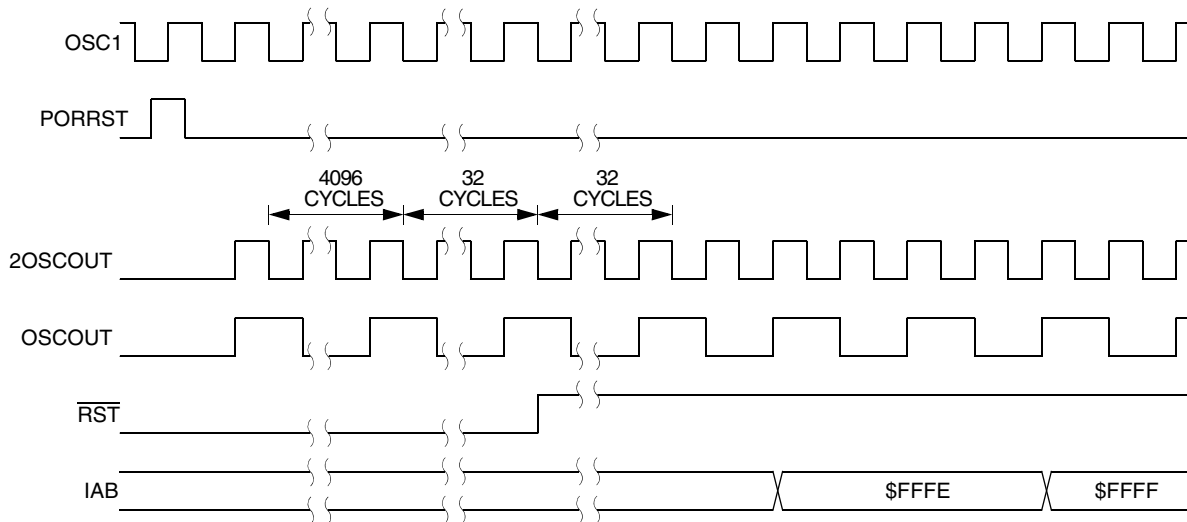 OSC1
PORRST
4096
CYCLES
32
CYCLES
32
CYCLES
2OSCOUT
OSCOUT
RST
IAB
$FFFE
$FFFF